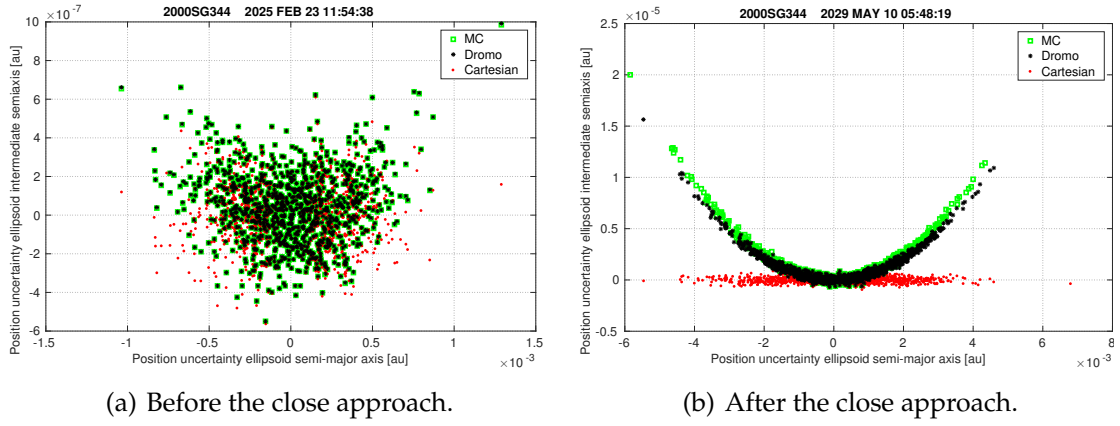 2000SG344 2025 FEB 23 11:54:38
×10⁻⁷
10
8
6
4
2
0
-2
-4
-6
Position uncertainty ellipsoid intermediate semiaxis [au]
MC
Dromo
Cartesian
-1.5 -1 -0.5 0 0.5 1 1.5
Position uncertainty ellipsoid semi-major axis [au]
×10⁻³
(a) Before the close approach.
2000SG344 2029 MAY 10 05:48:19
×10⁻⁵
2.5
2
1.5
1
0.5
0
-0.5
Position uncertainty ellipsoid intermediate semiaxis [au]
MC
Dromo
Cartesian
-6 -4 -2 0 2 4 6 8
Position uncertainty ellipsoid semi-major axis [au]
×10⁻³
(b) After the close approach.